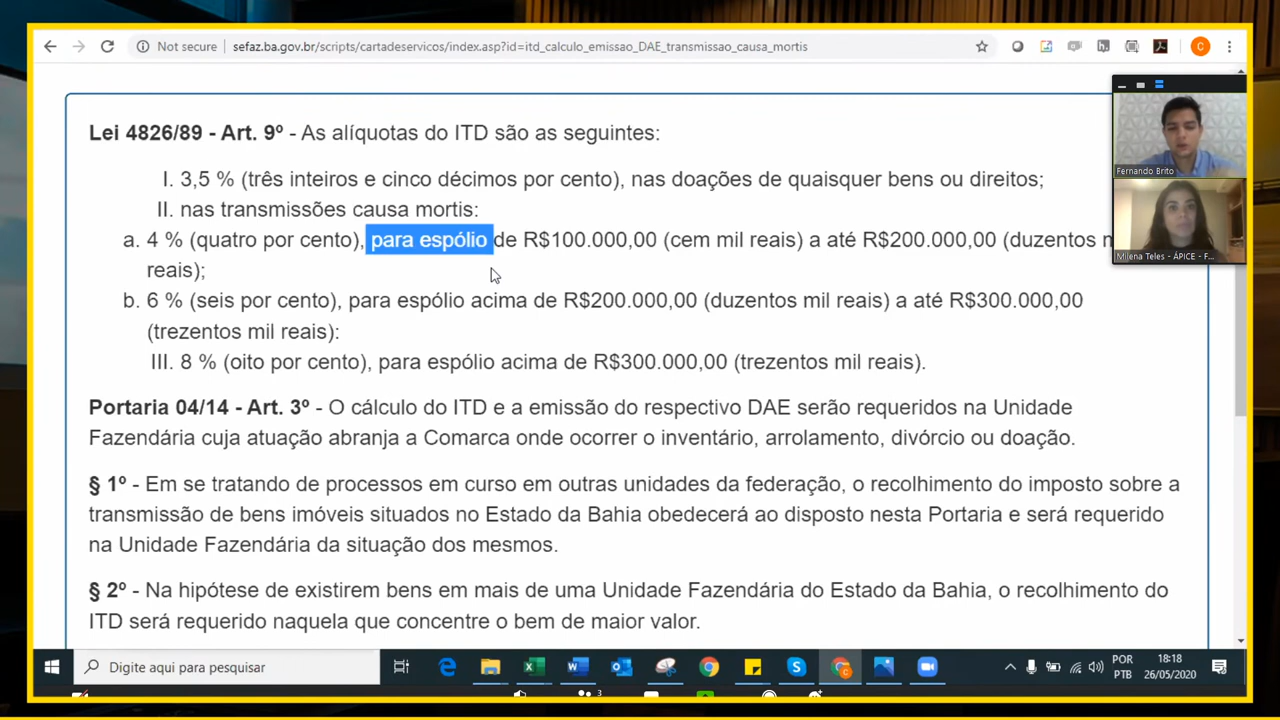 Not secure sefaz.ba.gov.br/scripts/cartadeservicos/index.asp?id=itd_calculo_emissao_DAE_transmissao_causa_mortis
Lei 4826/89 - Art. 9º - As alíquotas do ITD são as seguintes:
I. 3,5 % (três inteiros e cinco décimos por cento), nas doações de quaisquer bens ou direitos;
II. nas transmissões causa mortis:
a. 4 % (quatro por cento), para espólio de R$100.000,00 (cem mil reais) a até R$200.000,00 (duzentos
reais);
b. 6 % (seis por cento), para espólio acima de R$200.000,00 (duzentos mil reais) a até R$300.000,00
(trezentos mil reais):
III. 8 % (oito por cento), para espólio acima de R$300.000,00 (trezentos mil reais).
Portaria 04/14 - Art. 3º - O cálculo do ITD e a emissão do respectivo DAE serão requeridos na Unidade
Fazendária cuja atuação abranja a Comarca onde ocorrer o inventário, arrolamento, divórcio ou doação.
§ 1º - Em se tratando de processos em curso em outras unidades da federação, o recolhimento do imposto sobre a
transmissão de bens imóveis situados no Estado da Bahia obedecerá ao disposto nesta Portaria e será requerido
na Unidade Fazendária da situação dos mesmos.
§ 2º - Na hipótese de existirem bens em mais de uma Unidade Fazendária do Estado da Bahia, o recolhimento do
ITD será requerido naquela que concentre o bem de maior valor.
Fernando Brito
Milena Teles - ÁPICE - F...
C
Digite aqui para pesquisar
POR
PTB
18:18
26/05/2020
3